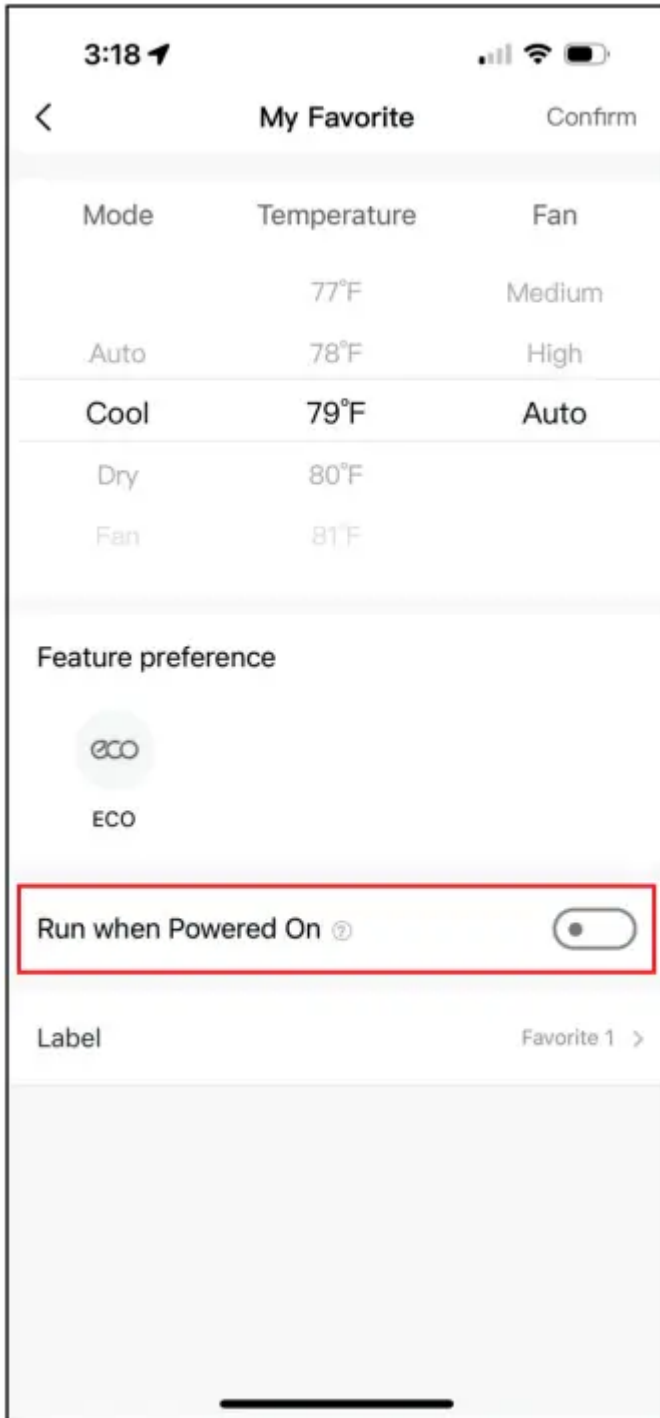 3:18
My Favorite Confirm
Mode Temperature Fan
77°F Medium
Auto 78°F High
Cool 79°F Auto
Dry 80°F
Fan 81°F
Feature preference
eco
ECO
Run when Powered On ?
Label Favorite 1 >